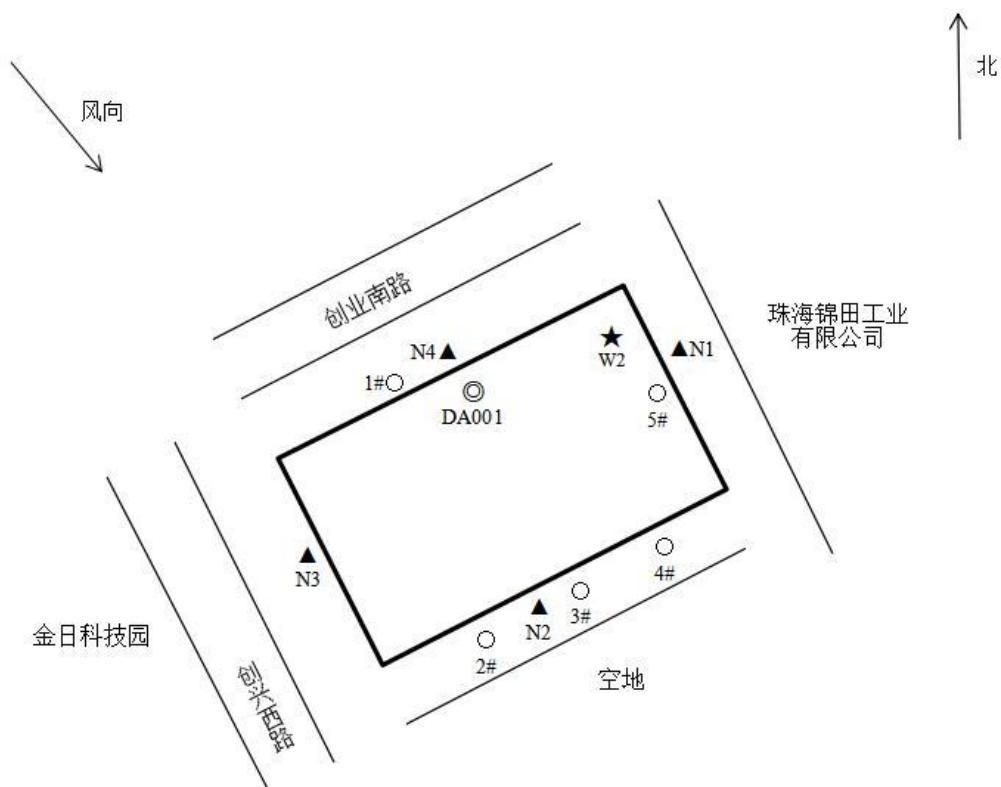 北
风向
创业南路
珠海锦田工业
有限公司
N4▲
▲N1
★
W2
1#
DA001
5#
▲
N3
4#
3#
▲
N2
2#
金日科技园
创兴西路
空地